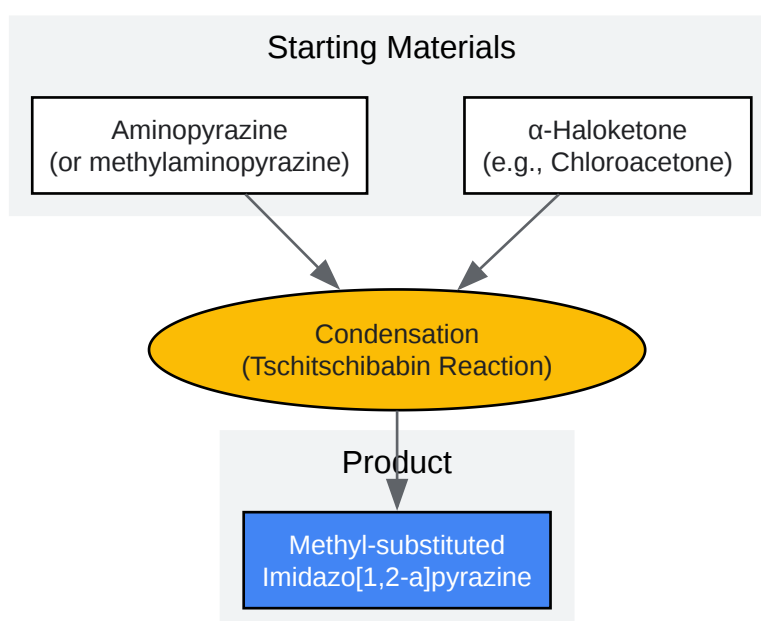 Starting Materials
Aminopyrazine
(or methylaminopyrazine)
α-Haloketone
(e.g., Chloroacetone)
Condensation
(Tschitschibabin Reaction)
Product
Methyl-substituted
Imidazo[1,2-a]pyrazine